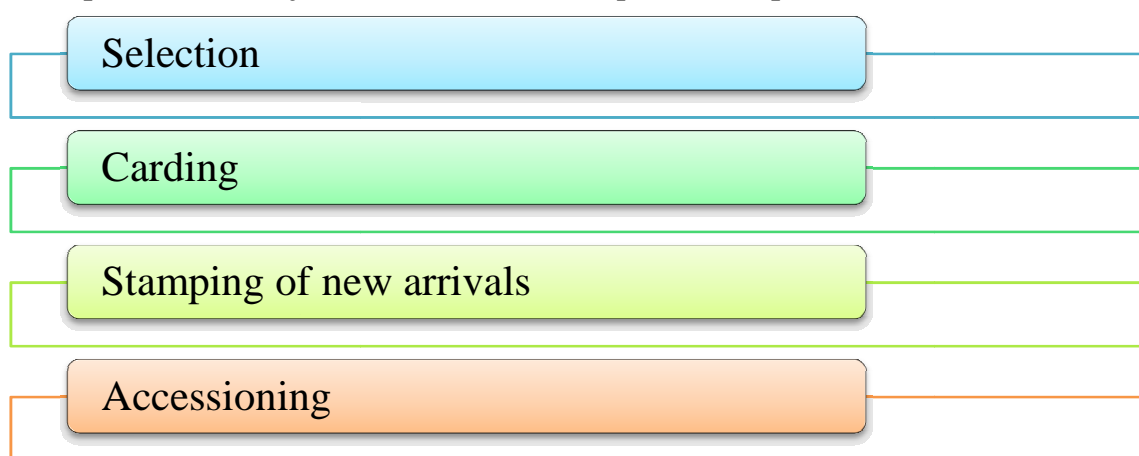 Selection
Carding
Stamping of new arrivals
Accessioning